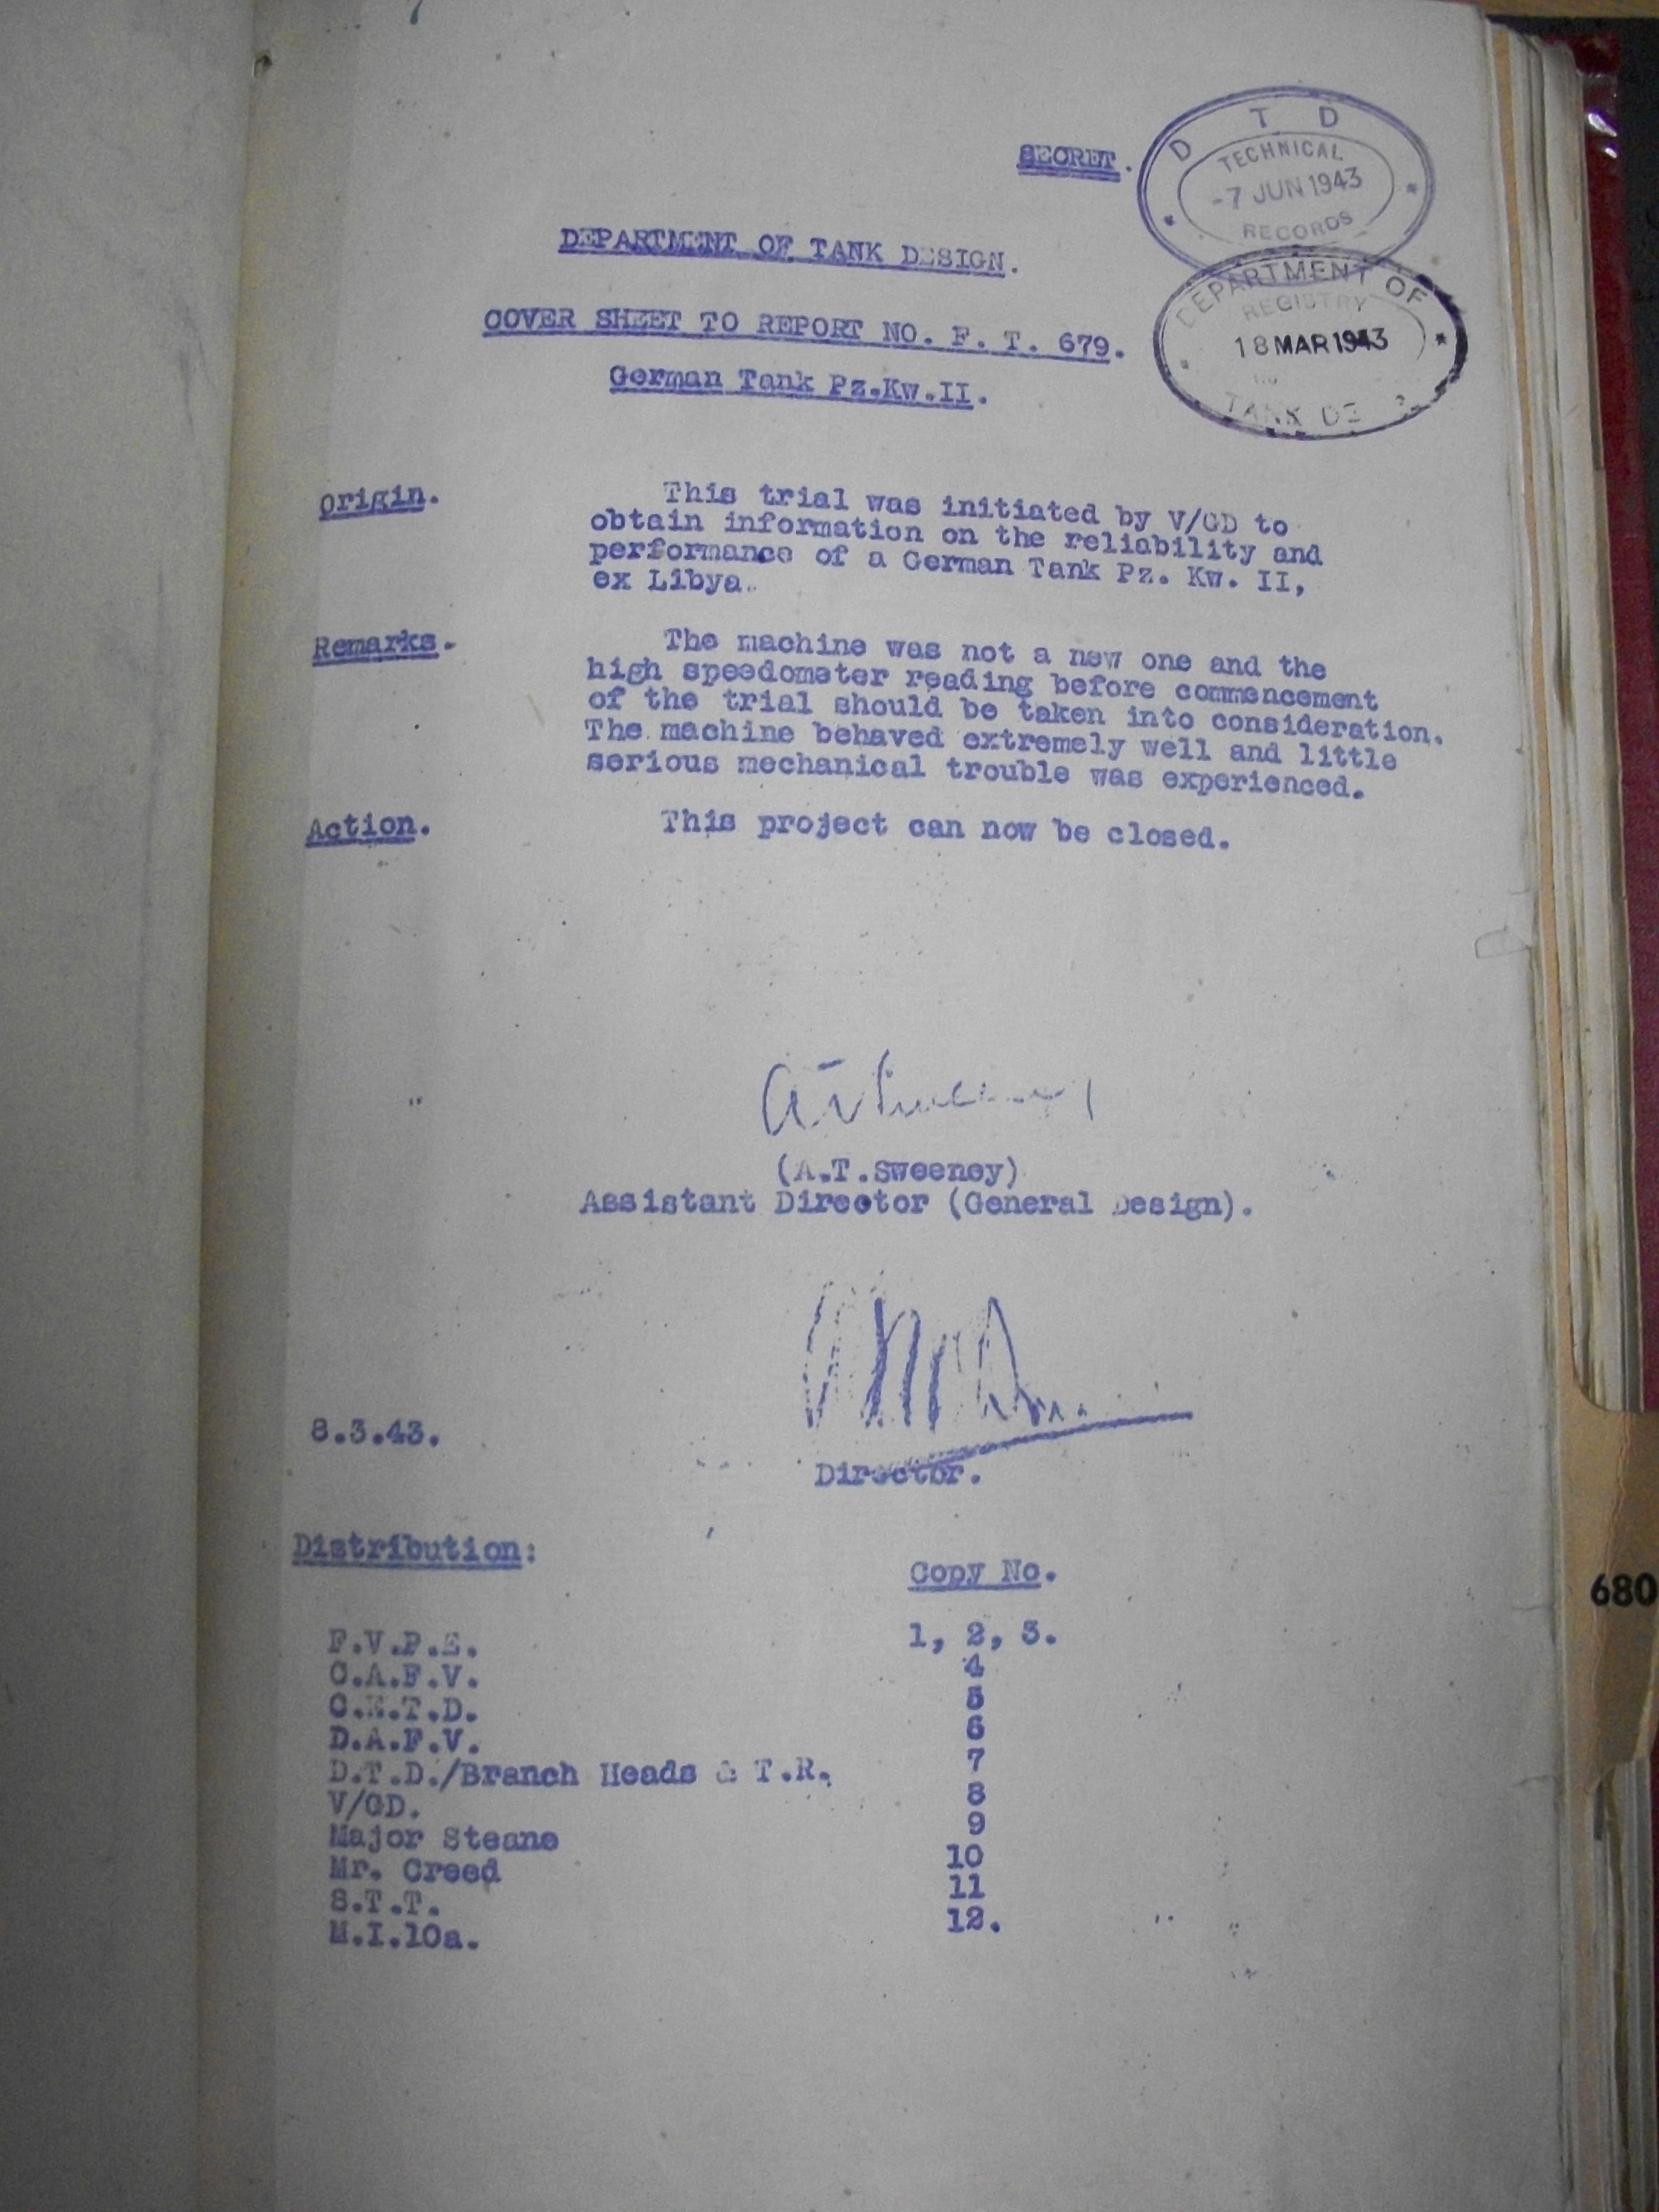 SECRET.
D T D
TECHNICAL
-7 JUN 1943
RECORDS
DEPARTMENT OF
REGISTRY
18 MAR 1943
TANK DE
DEPARTMENT OF TANK DESIGN.
COVER SHEET TO REPORT NO. F. T. 679.
German Tank Pz.Kw.II.
Origin. This trial was initiated by V/GD to
obtain information on the reliability and
performance of a German Tank Pz. Kw. II,
ex Libya.
Remarks. The machine was not a new one and the
high speedometer reading before commencement
of the trial should be taken into consideration.
The machine behaved extremely well and little
serious mechanical trouble was experienced.
Action. This project can now be closed.
(A.T.Sweeney)
Assistant Director (General Design).
8.3.43.
Director.
Distribution:
Copy No.
F.V.P.E. 1, 2, 3.
C.A.F.V. 4
C.E.T.D. 5
D.A.F.V. 6
D.T.D./Branch Heads & T.R. 7
V/GD. 8
Major Steane 9
Mr. Creed 10
S.T.T. 11
M.I.10a. 12.
680